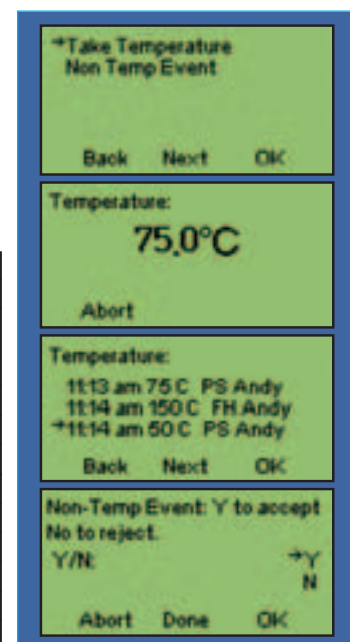 →Take Temperature
Non Temp Event
Back Next OK
Temperature:
75.0°C
Abort
Temperature:
11:13 am 75 C PS Andy
11:14 am 150 C FH Andy
→11:14 am 50 C PS Andy
Back Next OK
Non-Temp Event: Y to accept
No to reject.
Y/N: →Y
N
Abort Done OK